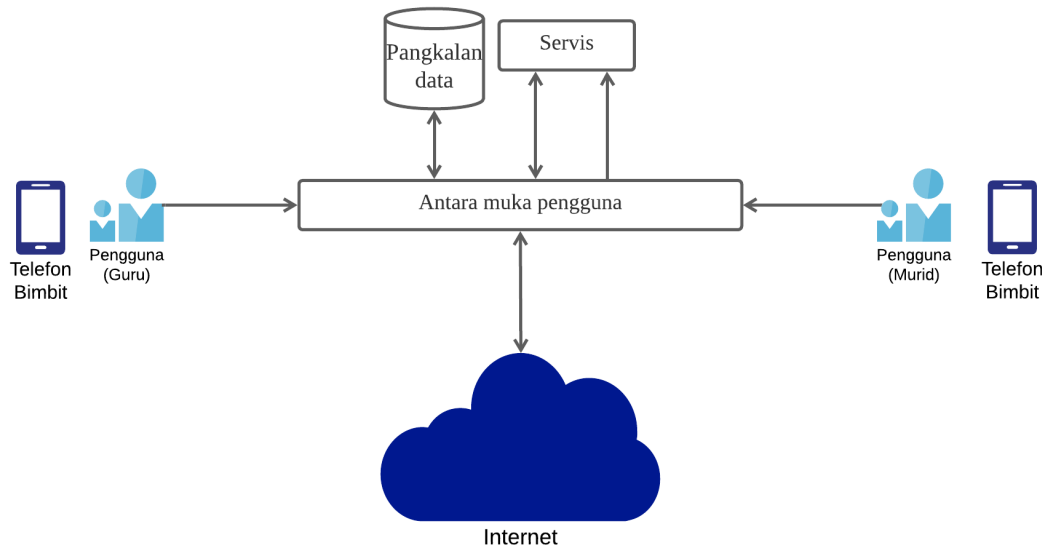 Pangkalan
data
Servis
Antara muka pengguna
Telefon
Bimbit
Pengguna
(Guru)
Pengguna
(Murid)
Telefon
Bimbit
Internet